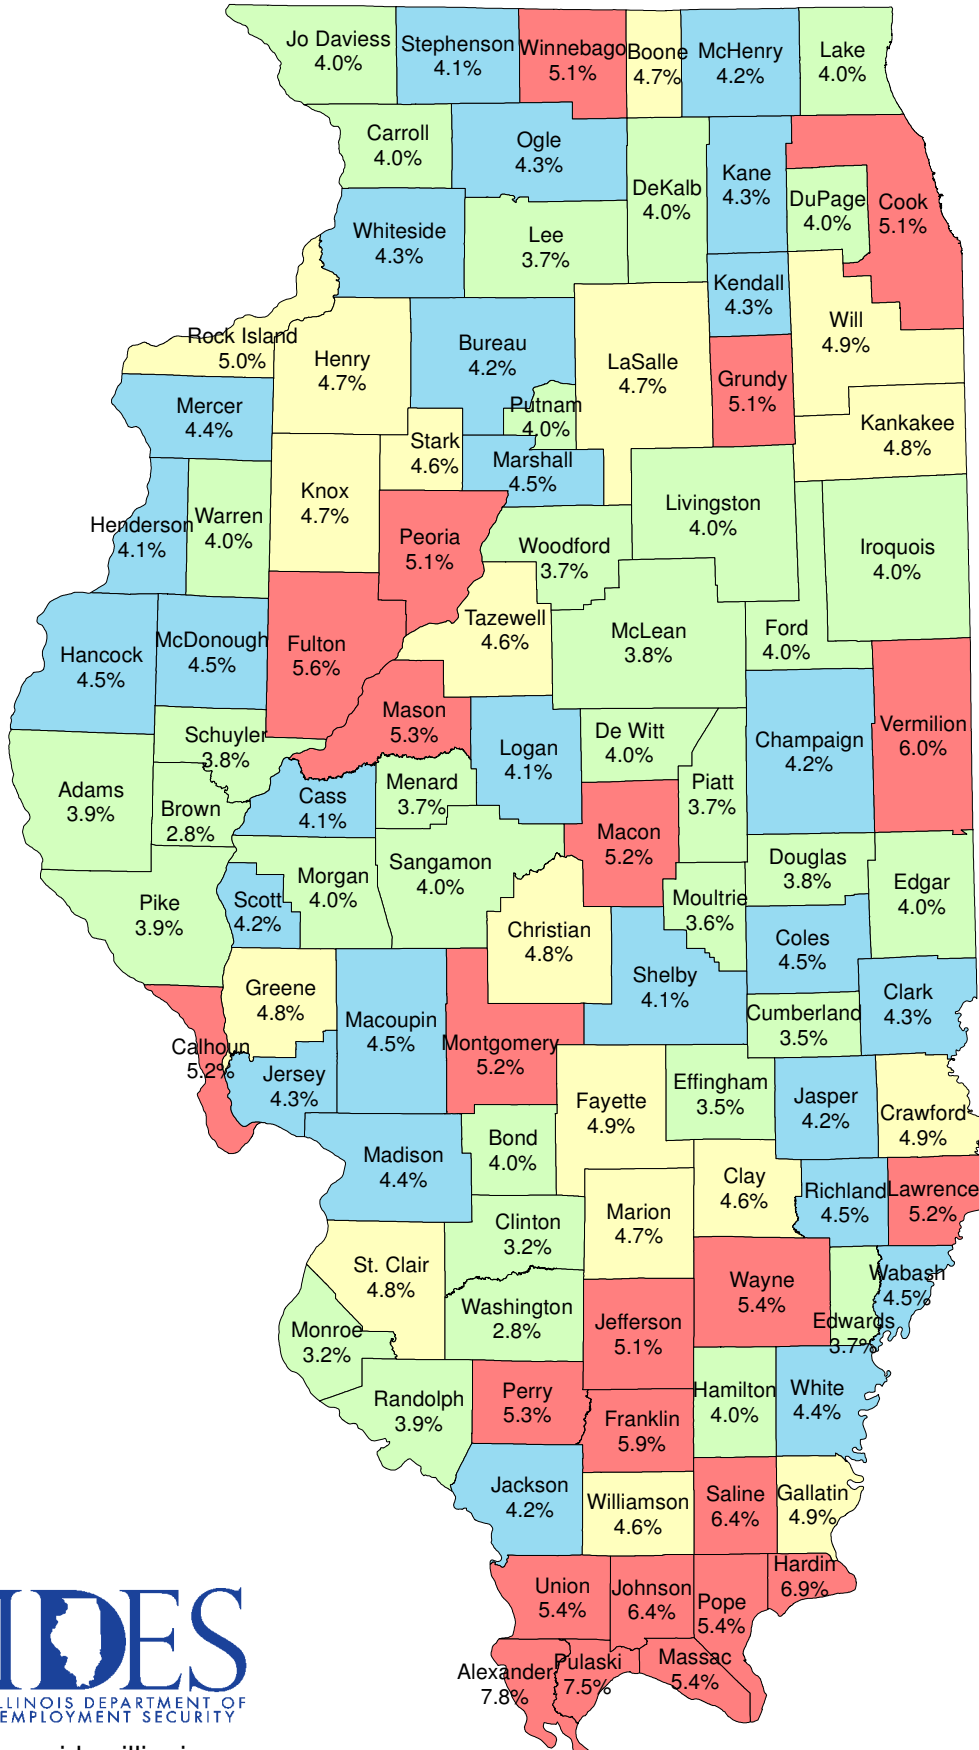 Jo Daviess
4.0%
Stephenson
4.1%
Winnebago
5.1%
Boone
4.7%
McHenry
4.2%
Lake
4.0%
Carroll
4.0%
Ogle
4.3%
DeKalb
4.0%
Kane
4.3%
DuPage
4.0%
Cook
5.1%
Whiteside
4.3%
Lee
3.7%
Kendall
4.3%
Will
4.9%
Rock Island
5.0%
Henry
4.7%
Bureau
4.2%
LaSalle
4.7%
Grundy
5.1%
Mercer
4.4%
Putnam
4.0%
Kankakee
4.8%
Stark
4.6%
Marshall
4.5%
Henderson
4.1%
Warren
4.0%
Knox
4.7%
Peoria
5.1%
Woodford
3.7%
Livingston
4.0%
Iroquois
4.0%
Hancock
4.5%
McDonough
4.5%
Fulton
5.6%
Tazewell
4.6%
McLean
3.8%
Ford
4.0%
Schuyler
3.8%
Mason
5.3%
Logan
4.1%
De Witt
4.0%
Champaign
4.2%
Vermilion
6.0%
Adams
3.9%
Brown
2.8%
Cass
4.1%
Menard
3.7%
Piatt
3.7%
Macon
5.2%
Pike
3.9%
Scott
4.2%
Morgan
4.0%
Sangamon
4.0%
Douglas
3.8%
Edgar
4.0%
Moultrie
3.6%
Christian
4.8%
Coles
4.5%
Shelby
4.1%
Greene
4.8%
Macoupin
4.5%
Montgomery
5.2%
Cumberland
3.5%
Clark
4.3%
Calhoun
5.2%
Jersey
4.3%
Fayette
4.9%
Effingham
3.5%
Jasper
4.2%
Crawford
4.9%
Madison
4.4%
Bond
4.0%
Clay
4.6%
Richland
4.5%
Lawrence
5.2%
Clinton
3.2%
Marion
4.7%
St. Clair
4.8%
Wayne
5.4%
Wabash
4.5%
Edwards
3.7%
Monroe
3.2%
Washington
2.8%
Jefferson
5.1%
Randolph
3.9%
Perry
5.3%
Franklin
5.9%
Hamilton
4.0%
White
4.4%
Jackson
4.2%
Williamson
4.6%
Saline
6.4%
Gallatin
4.9%
Union
5.4%
Johnson
6.4%
Pope
5.4%
Hardin
6.9%
Alexander
7.8%
Pulaski
7.5%
Massac
5.4%
IDES
ILLINOIS DEPARTMENT OF
EMPLOYMENT SECURITY